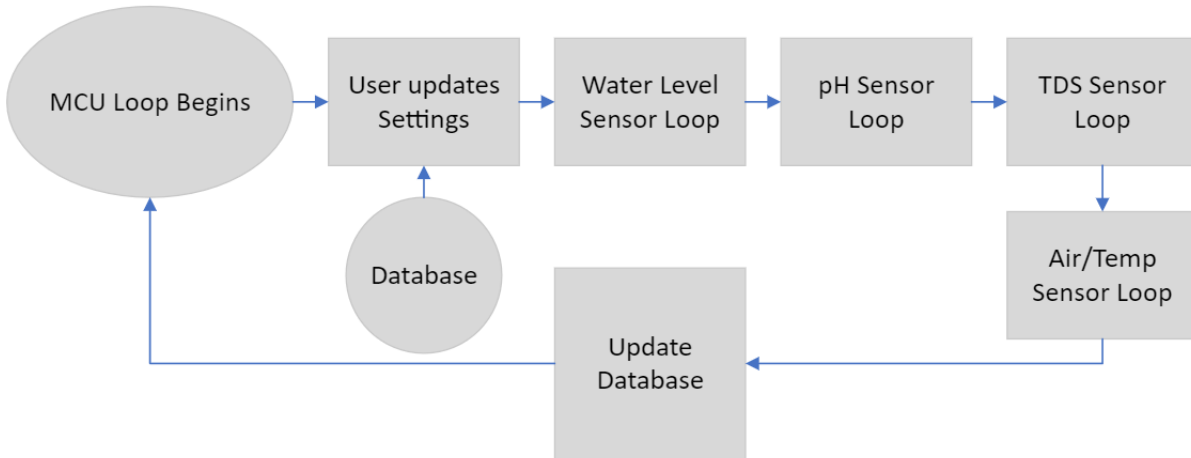 MCU Loop Begins
User updates
Settings
Water Level
Sensor Loop
pH Sensor
Loop
TDS Sensor
Loop
Air/Temp
Sensor Loop
Database
Update
Database